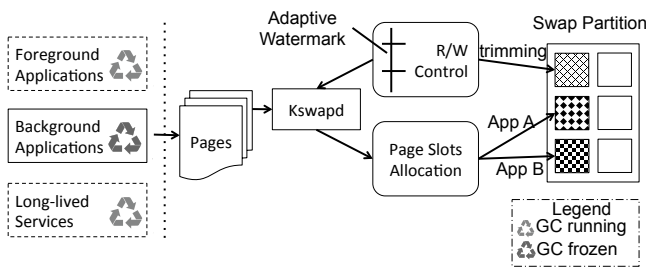 Adaptive
Watermark
Swap Partition
Foreground
Applications
R/W
Control
trimming
Background
Applications
Pages
Kswapd
Page Slots
Allocation
App A
App B
Long-lived
Services
Legend
GC running
GC frozen